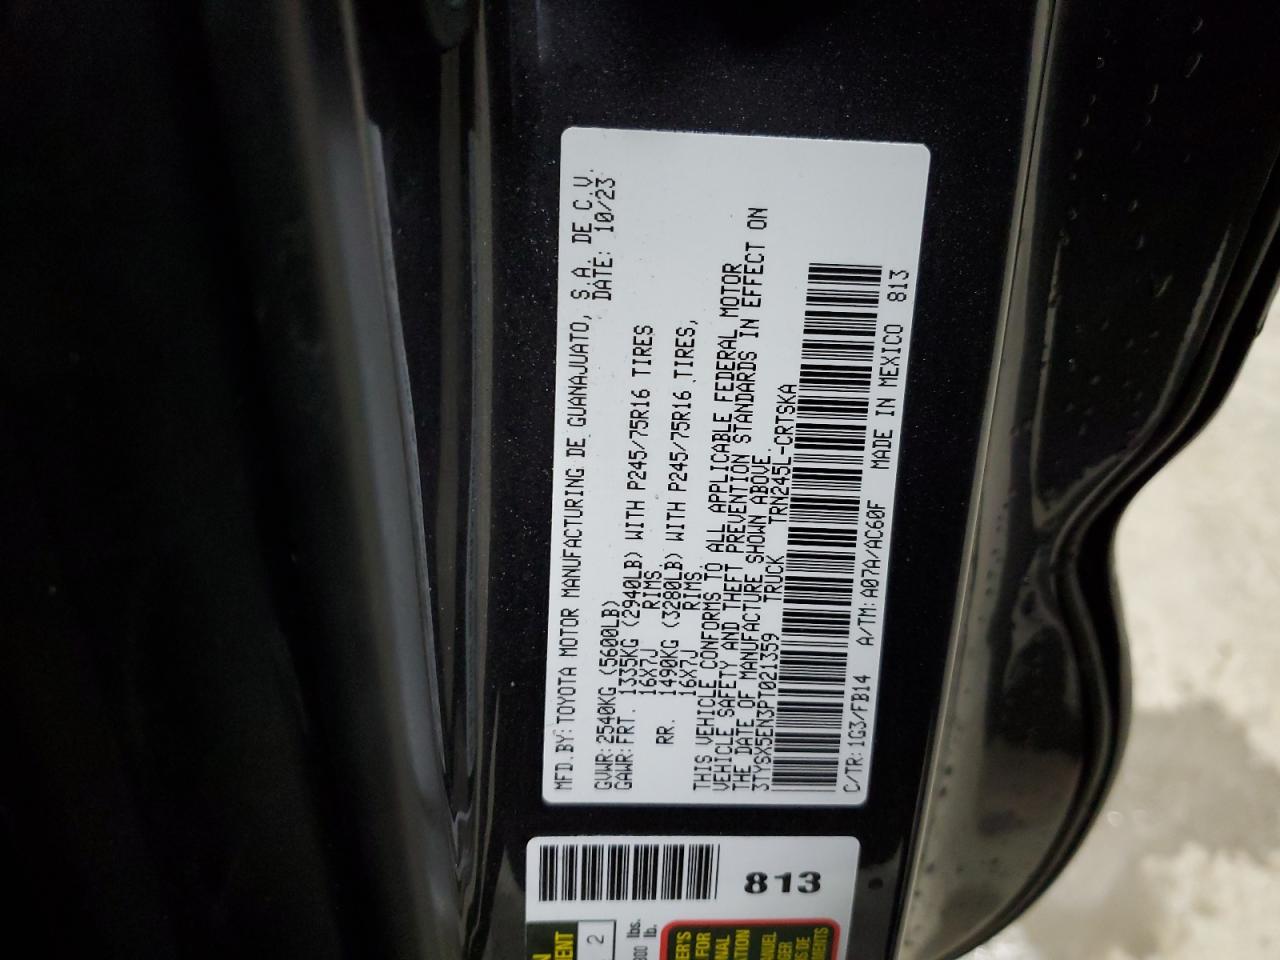 MFD.BY: TOYOTA MOTOR MANUFACTURING DE GUANAJUATO, S.A. DE C.V.
DATE: 10/23
GVWR: 2540KG (5600LB)
GAWR: FRT. 1335KG (2940LB) WITH P245/75R16 TIRES
16X7J RIMS.
RR. 1490KG (3280LB) WITH P245/75R16 TIRES,
16X7J RIMS.
THIS VEHICLE CONFORMS TO ALL APPLICABLE FEDERAL MOTOR
VEHICLE SAFETY AND THEFT PREVENTION STANDARDS IN EFFECT ON
THE DATE OF MANUFACTURE SHOWN ABOVE.
3TYSX5EN3PT021359 TRUCK TRN245L-CRTSKA
C/TR: 1G3/FB14 A/TM: A07A/AC60F MADE IN MEXICO 813
813
2
lbs.
lb.